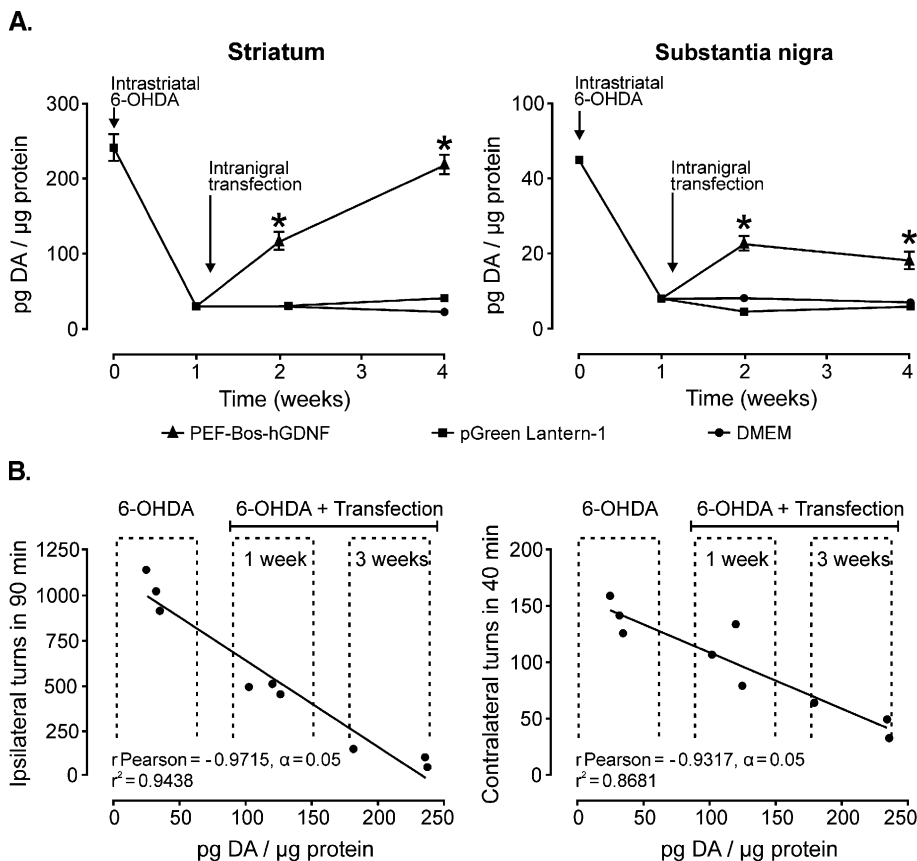 A.
Striatum
Substantia nigra
Intrastriatal
6-OHDA
Intranigral
transfection
pg DA / µg protein
300
200
100
0
0 1 2 3 4
Time (weeks)
Intrastriatal
6-OHDA
Intranigral
transfection
pg DA / µg protein
100
40
20
0
0 1 2 3 4
Time (weeks)
* *
* *
PEF-Bos-hGDNF pGreen Lantern-1 DMEM
B.
6-OHDA 6-OHDA + Transfection
1 week 3 weeks
Ipsilateral turns in 90 min
1250
1000
750
500
250
0
r Pearson = -0.9715, α = 0.05
r² = 0.9438
0 50 100 150 200 250
pg DA / µg protein
6-OHDA 6-OHDA + Transfection
1 week 3 weeks
Contralateral turns in 40 min
200
150
100
50
0
r Pearson = -0.9317, α = 0.05
r² = 0.8681
0 50 100 150 200 250
pg DA / µg protein